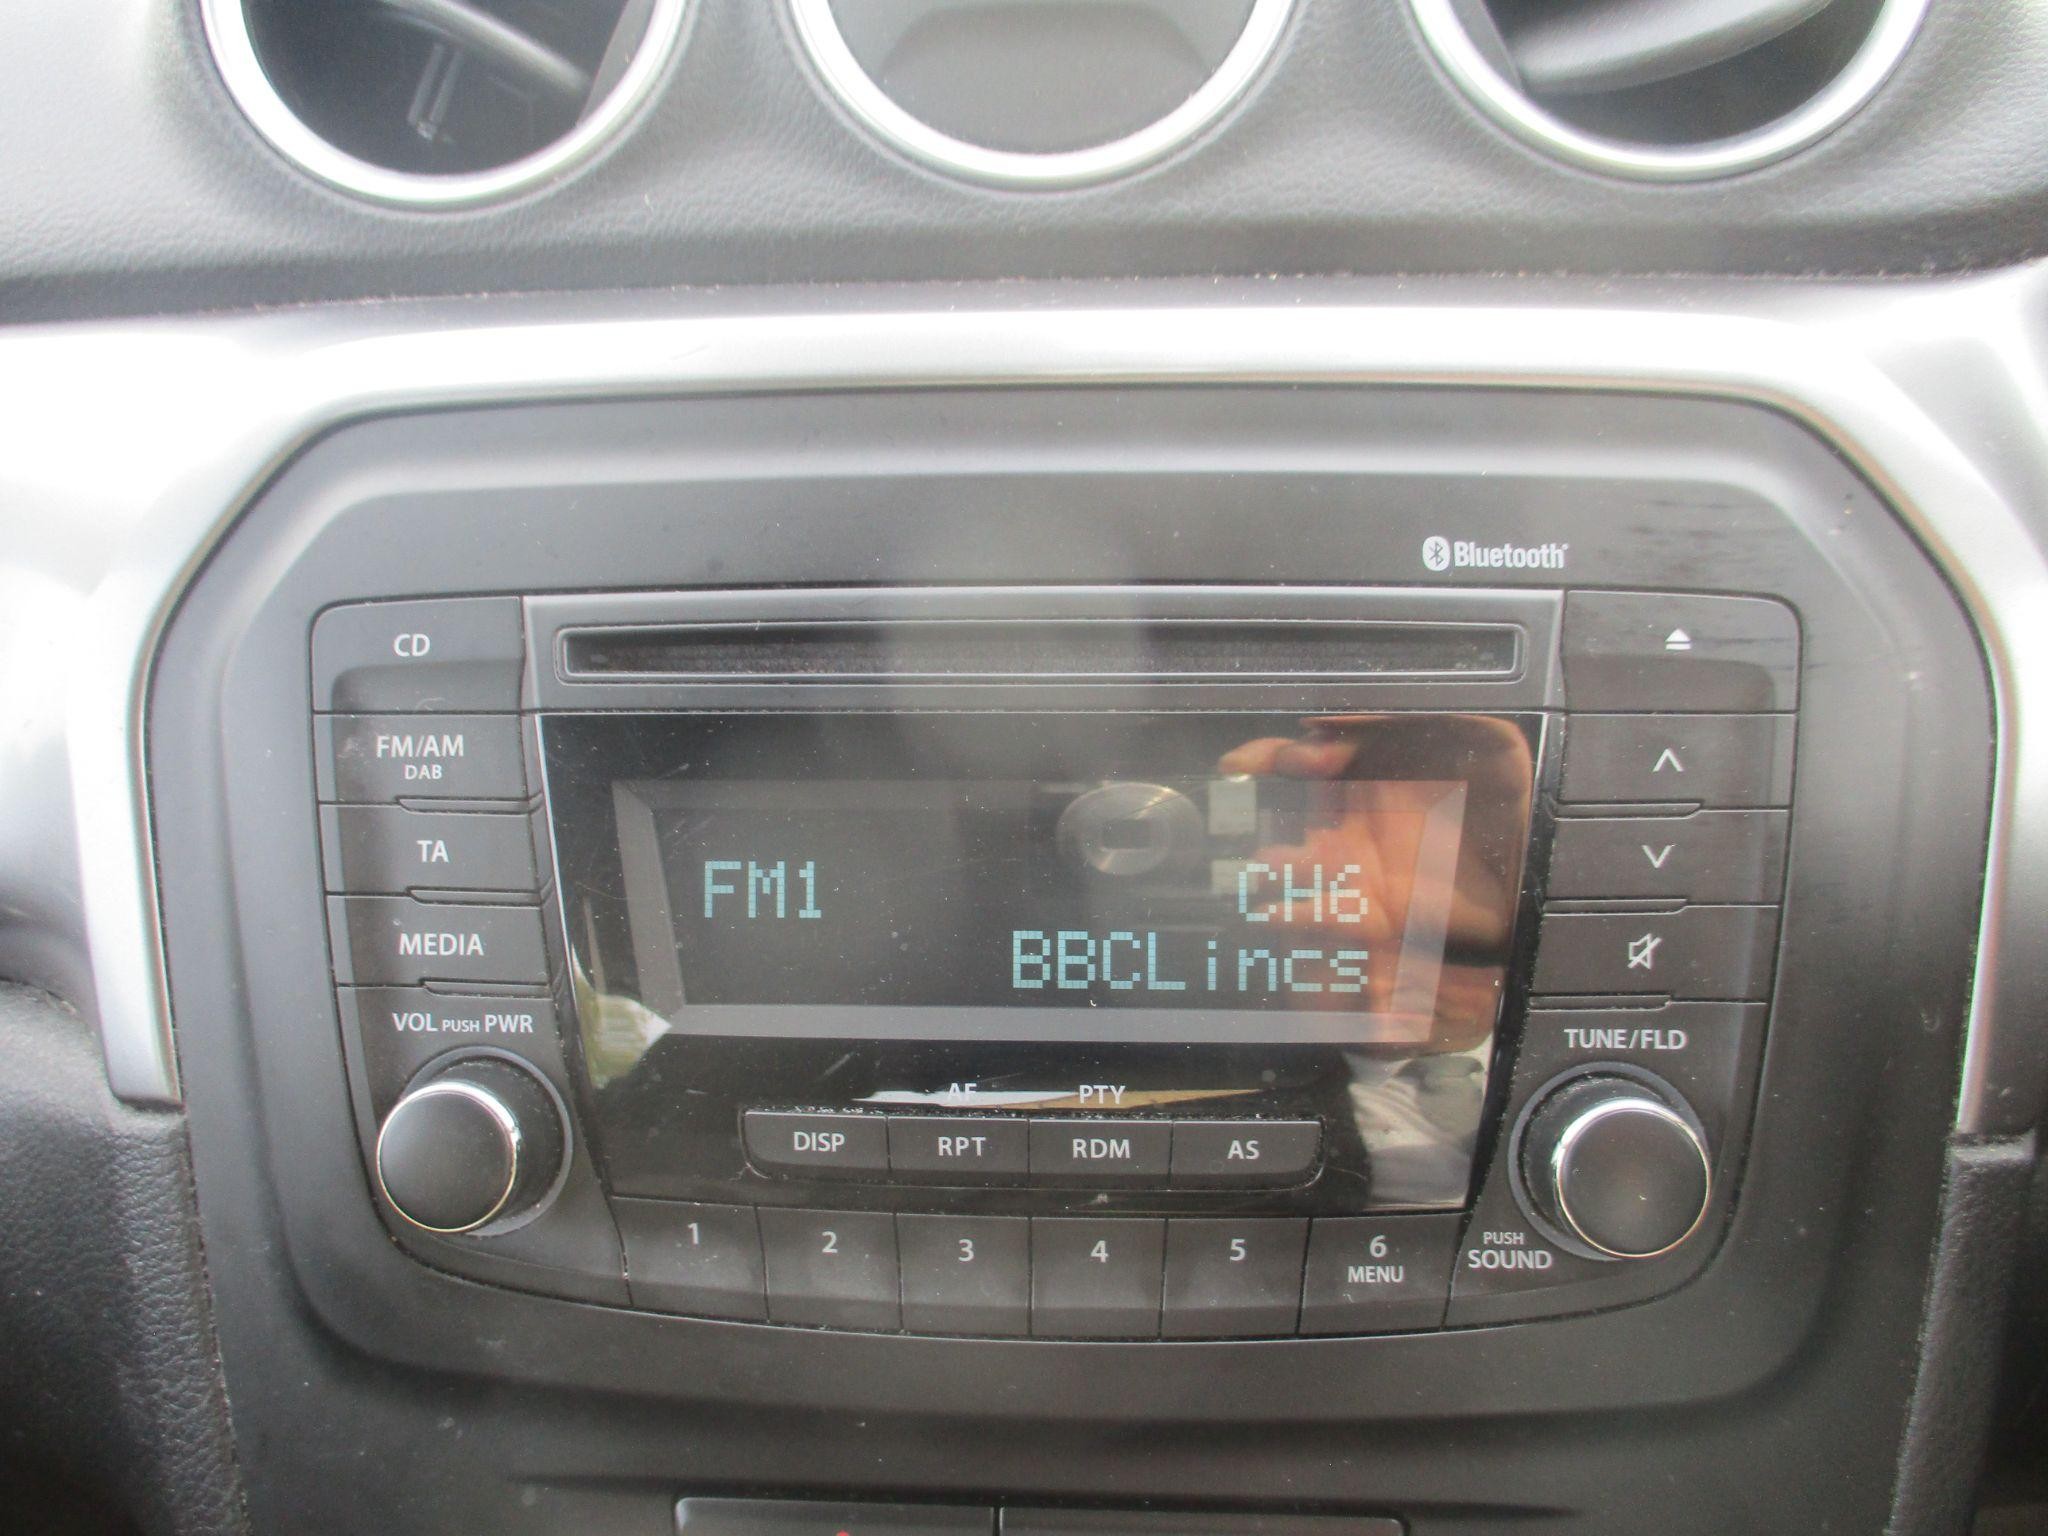 Bluetooth
CD
FM/AM
DAB
TA
MEDIA
VOL PUSH PWR
FM1 CH6
BBCLincs
TUNE/FLD
AF PTY
DISP RPT RDM AS
1 2 3 4 5 6
MENU
PUSH
SOUND